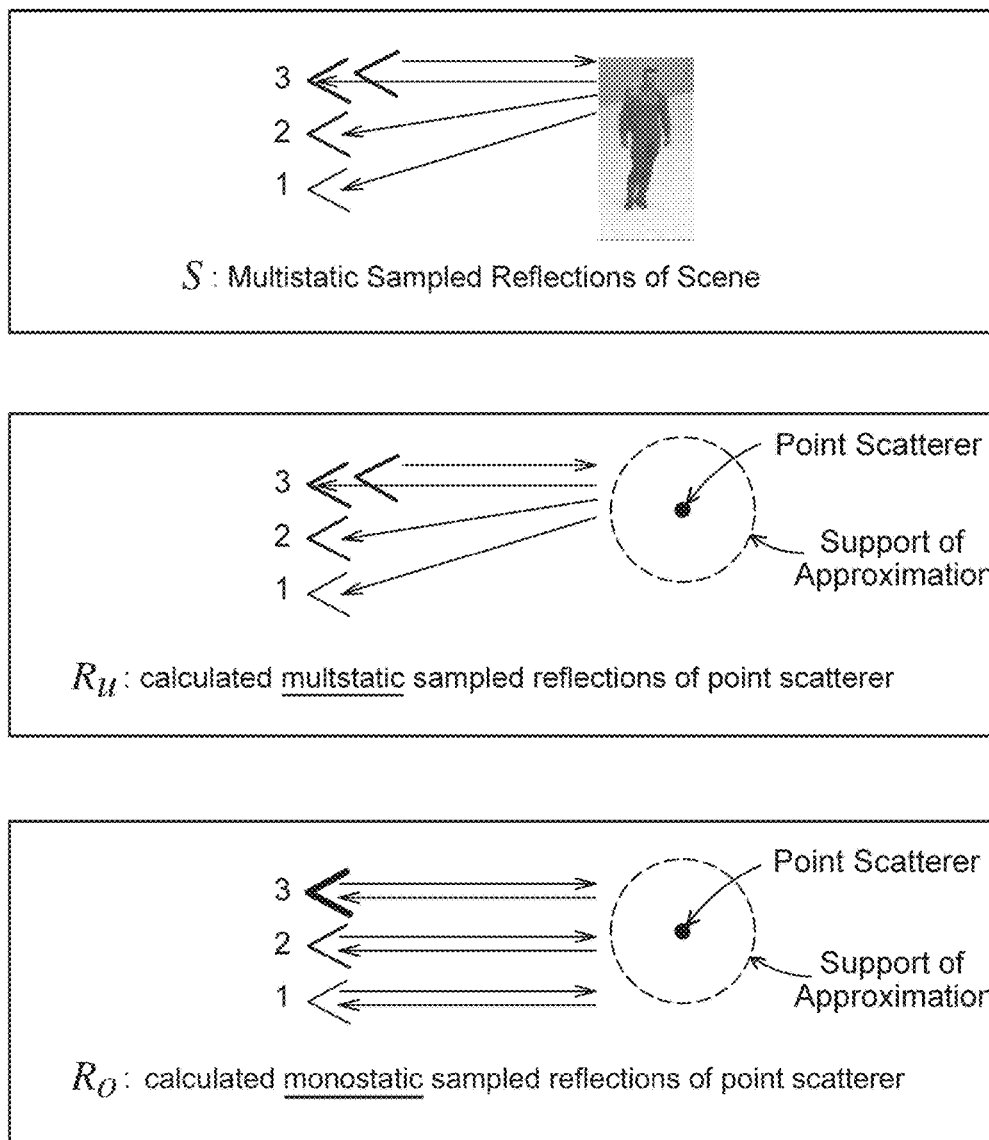 3
2
1
S : Multistatic Sampled Reflections of Scene
Point Scatterer
3
2
1
Support of
Approximation
R_U : calculated multstatic sampled reflections of point scatterer
Point Scatterer
3
2
1
Support of
Approximation
R_O : calculated monostatic sampled reflections of point scatterer